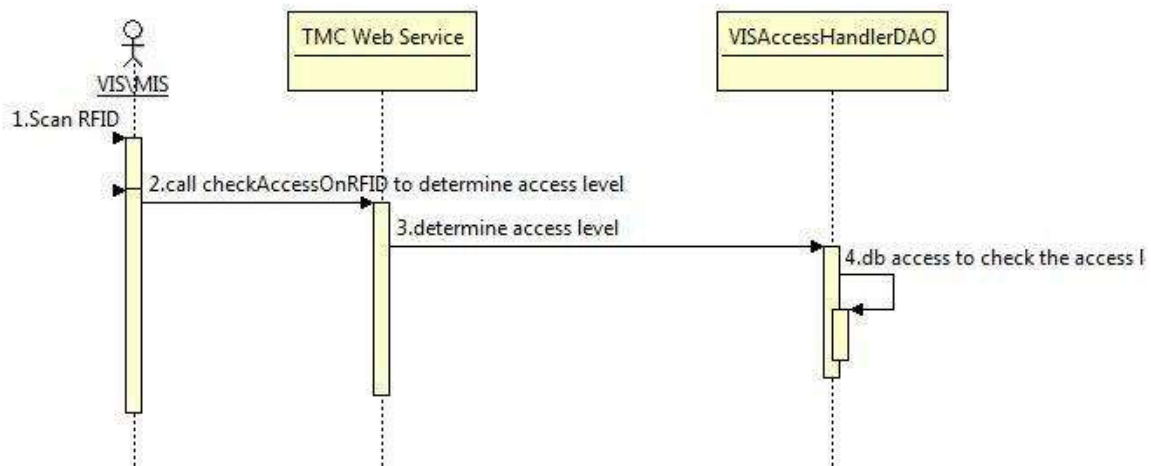 TMC Web Service
VISAccessHandlerDAO
VIS\MIS
1.Scan RFID
2.call checkAccessOnRFID to determine access level
3.determine access level
4.db access to check the access l